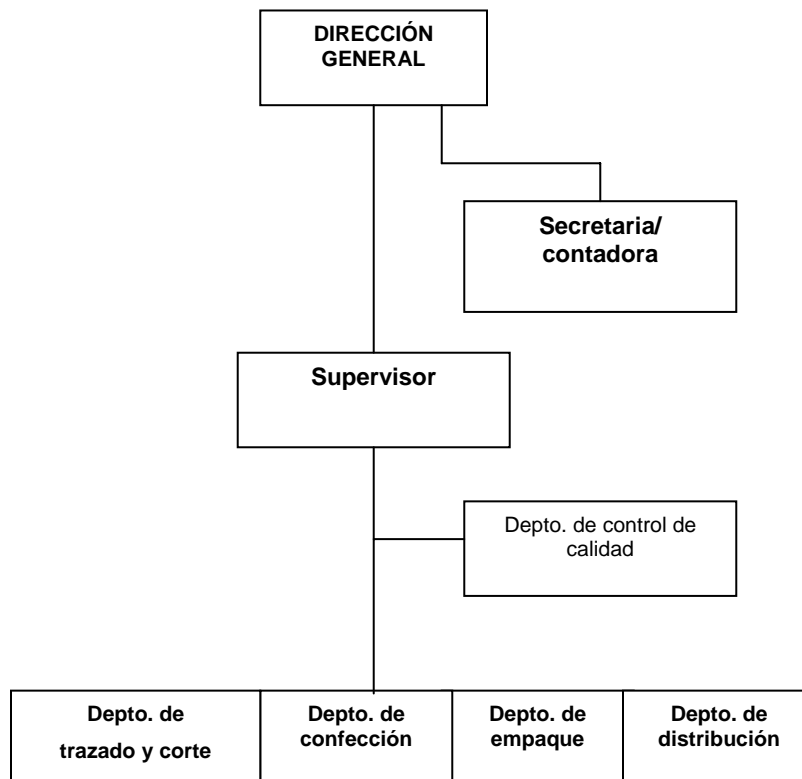 DIRECCIÓN
GENERAL
Secretaria/
contadora
Supervisor
Depto. de control de
calidad
Depto. de
trazado y corte
Depto. de
confección
Depto. de
empaque
Depto. de
distribución